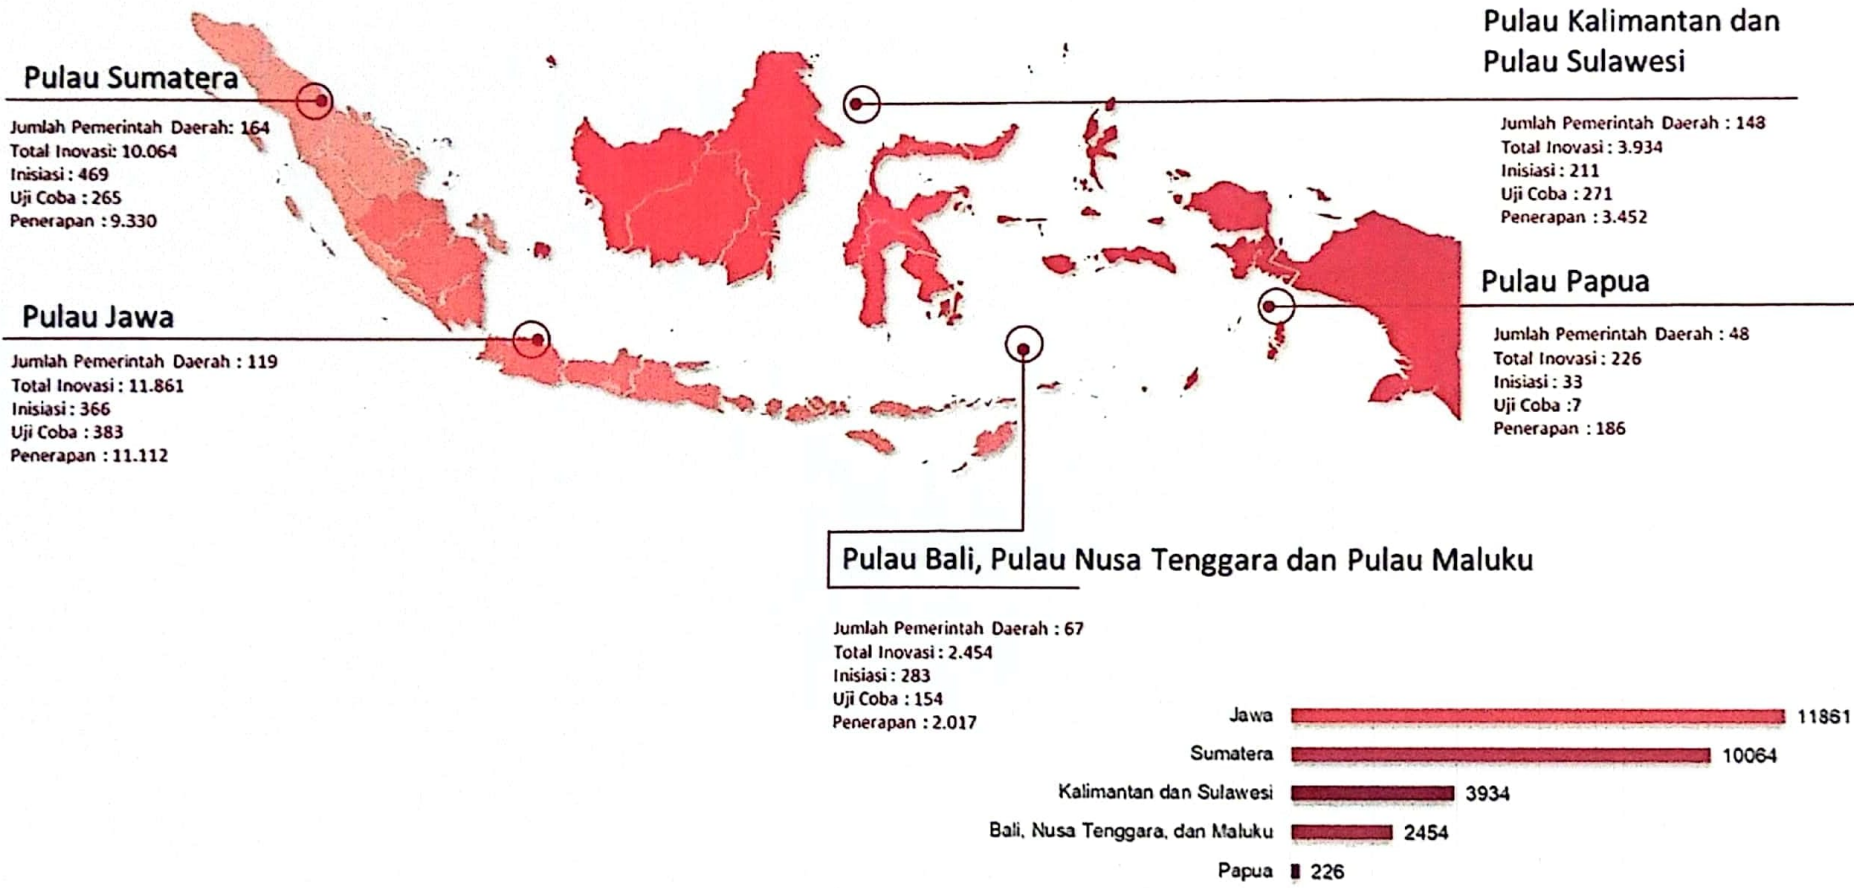 Pulau Sumatera
Jumlah Pemerintah Daerah: 164
Total Inovasi: 10.064
Inisiasi : 469
Uji Coba : 265
Penerapan : 9.330
Pulau Jawa
Jumlah Pemerintah Daerah : 119
Total Inovasi : 11.861
Inisiasi : 366
Uji Coba : 383
Penerapan : 11.112
Pulau Kalimantan dan
Pulau Sulawesi
Jumlah Pemerintah Daerah : 148
Total Inovasi : 3.934
Inisiasi : 211
Uji Coba : 271
Penerapan : 3.452
Pulau Papua
Jumlah Pemerintah Daerah : 48
Total Inovasi : 226
Inisiasi : 33
Uji Coba :7
Penerapan : 186
Pulau Bali, Pulau Nusa Tenggara dan Pulau Maluku
Jumlah Pemerintah Daerah : 67
Total Inovasi : 2.454
Inisiasi : 283
Uji Coba : 154
Penerapan : 2.017
Jawa 11861
Sumatera 10064
Kalimantan dan Sulawesi 3934
Bali, Nusa Tenggara, dan Maluku 2454
Papua 226